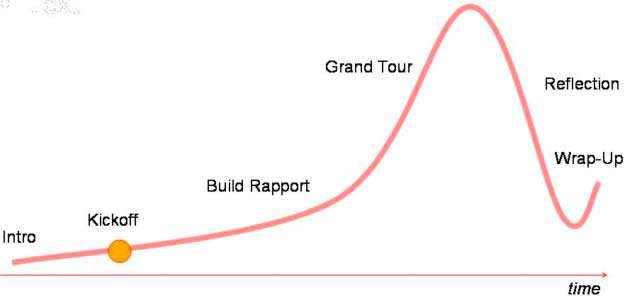 Grand Tour
Reflection
Wrap-Up
Build Rapport
Kickoff
Intro
time